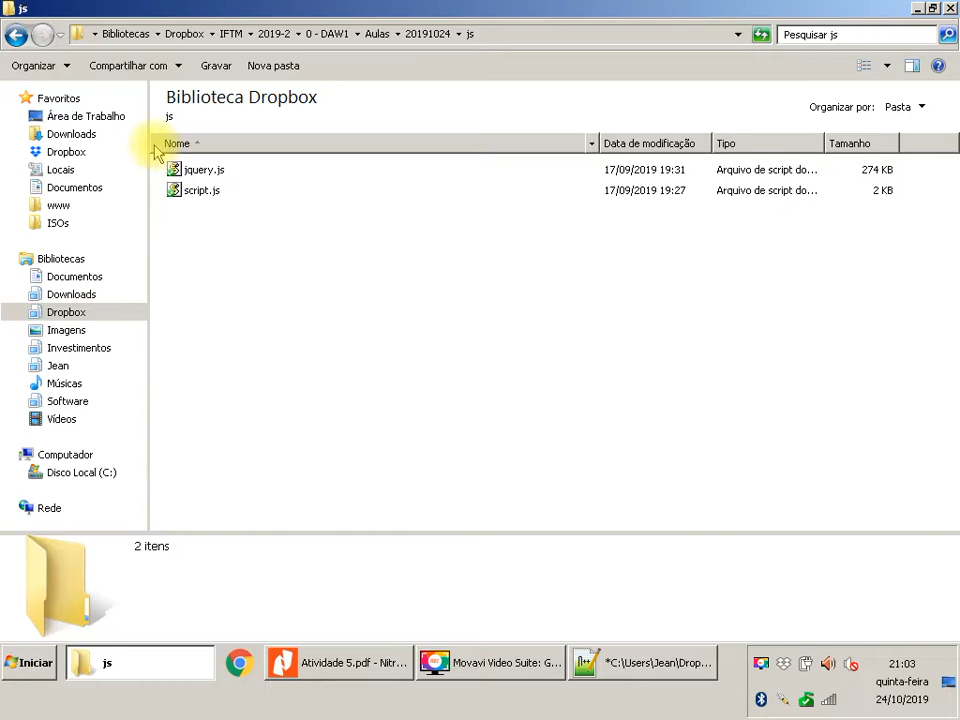 js
Bibliotecas Dropbox IFTM 2019-2 0 - DAW1 Aulas 20191024 js
Pesquisar js
Organizar Compartilhar com Gravar Nova pasta
Favoritos
Área de Trabalho
Downloads
Dropbox
Locais
Documentos
www
ISOs
Bibliotecas
Documentos
Downloads
Dropbox
Imagens
Investimentos
Jean
Músicas
Software
Vídeos
Computador
Disco Local (C:)
Rede
Biblioteca Dropbox
js
Organizar por: Pasta
Nome Data de modificação Tipo Tamanho
jquery.js 17/09/2019 19:31 Arquivo de script do... 274 KB
script.js 17/09/2019 19:27 Arquivo de script do... 2 KB
2 itens
Iniciar js Atividade 5.pdf - Nitr... Movavi Video Suite: G... *C:\Users\Jean\Drop...
21:03
quinta-feira
24/10/2019